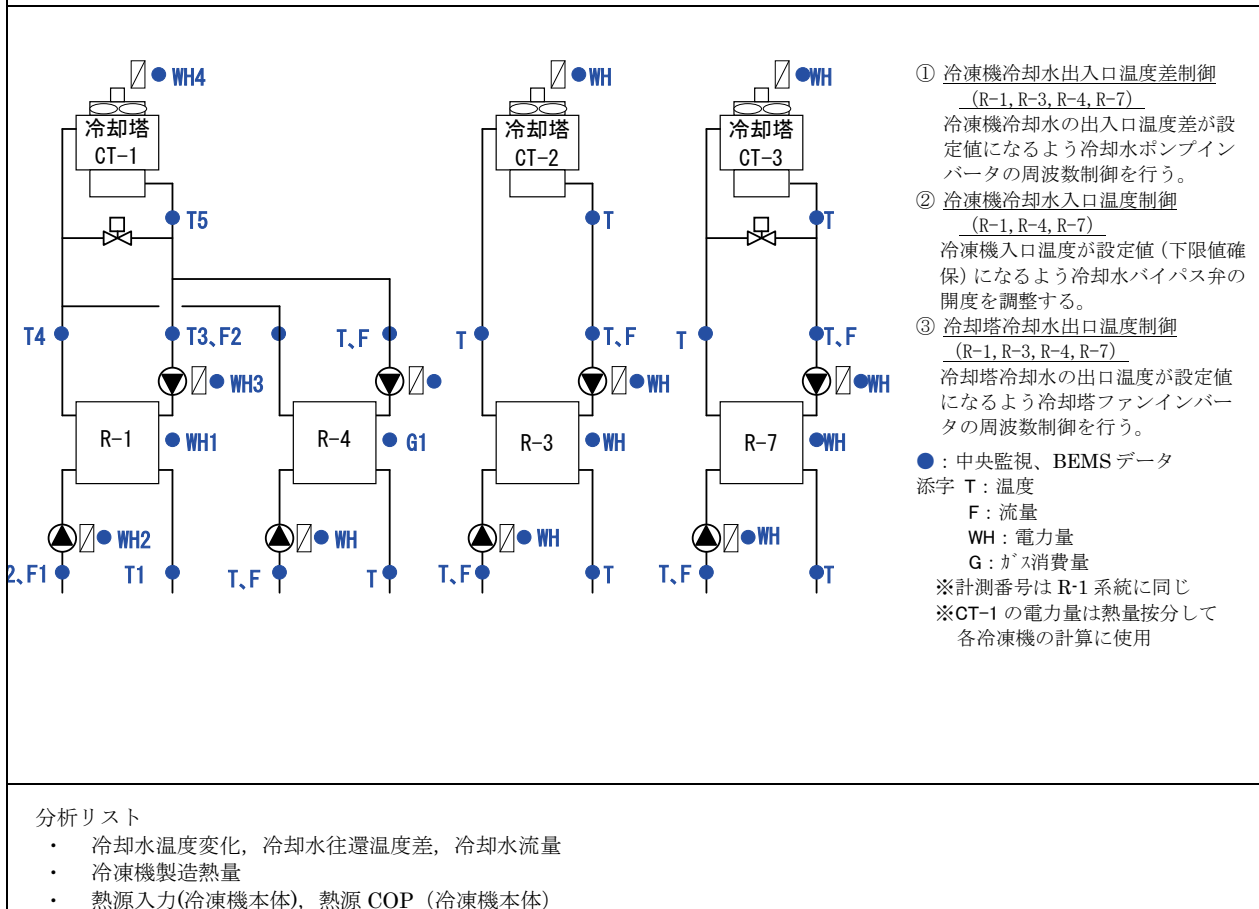 WH4
WH
WH
冷却塔
CT-1
冷却塔
CT-2
冷却塔
CT-3
T5
T
T
T4
T3、F2
T、F
T
T、F
T
T、F
WH3
WH
WH
R-1
WH1
R-4
G1
R-3
WH
R-7
WH
WH2
WH
WH
WH
2、F1
T1
T、F
T
T、F
T
T、F
T
① 冷凍機冷却水出入口温度差制御
(R-1,R-3,R-4,R-7)
冷凍機冷却水の出入口温度差が設
定値になるよう冷却水ポンプイン
バータの周波数制御を行う。
② 冷凍機冷却水入口温度制御
(R-1,R-4,R-7)
冷凍機入口温度が設定値(下限値確
保)になるよう冷却水バイパス弁の
開度を調整する。
③ 冷却塔冷却水出口温度制御
(R-1,R-3,R-4,R-7)
冷却塔冷却水の出口温度が設定値
になるよう冷却塔ファンインバー
タの周波数制御を行う。
●:中央監視、BEMS データ
添字 T:温度
F:流量
WH:電力量
G:ガス消費量
※計測番号は R-1 系統に同じ
※CT-1 の電力量は熱量按分して
各冷凍機の計算に使用
分析リスト
・ 冷却水温度変化，冷却水往還温度差，冷却水流量
・ 冷凍機製造熱量
・ 熱源入力(冷凍機本体)，熱源 COP（冷凍機本体）